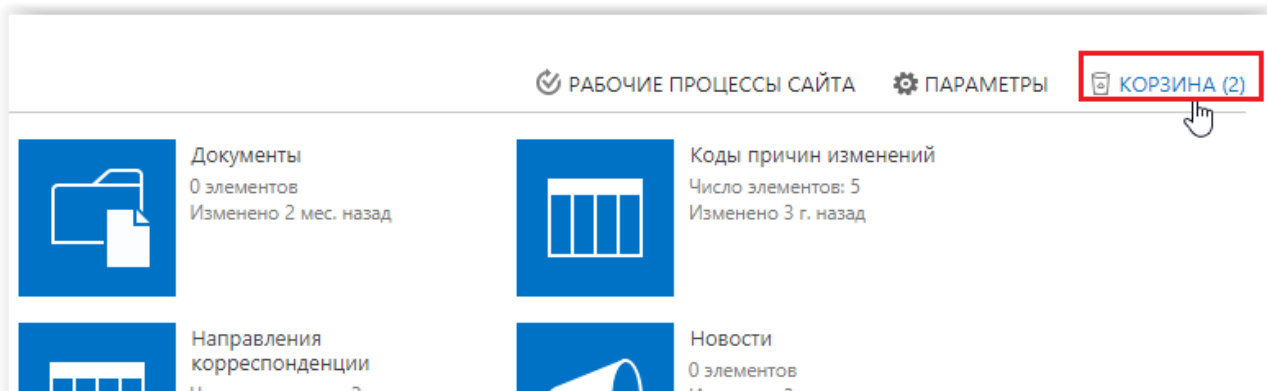 РАБОЧИЕ ПРОЦЕССЫ САЙТА ПАРАМЕТРЫ КОРЗИНА (2)
Документы
0 элементов
Изменено 2 мес. назад
Коды причин изменений
Число элементов: 5
Изменено 3 г. назад
Направления
корреспонденции
Новости
0 элементов